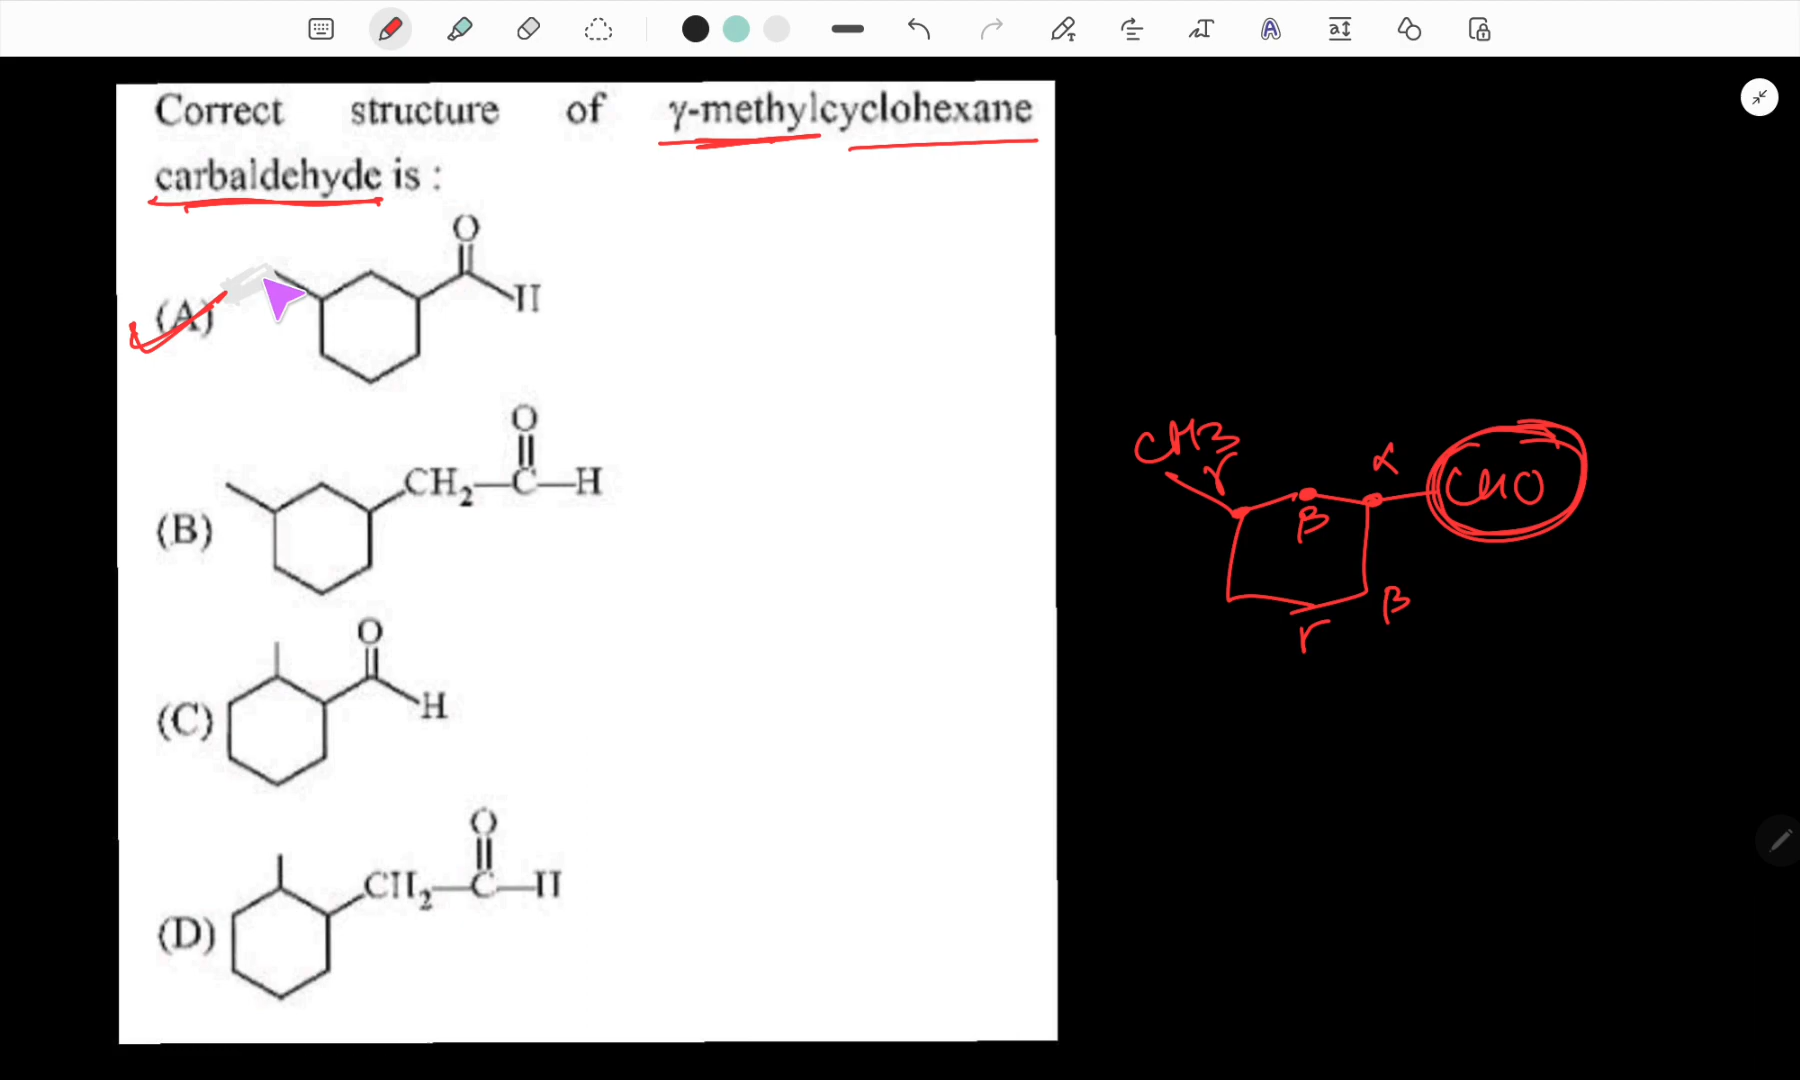 Correct structure of γ-methylcyclohexane
carbaldehyde is :
(A)
O
H
(B)
O
CH₂—C—H
(C)
O
H
(D)
O
CH₂—C—H
CH3
γ
α
CHO
β
β
γ